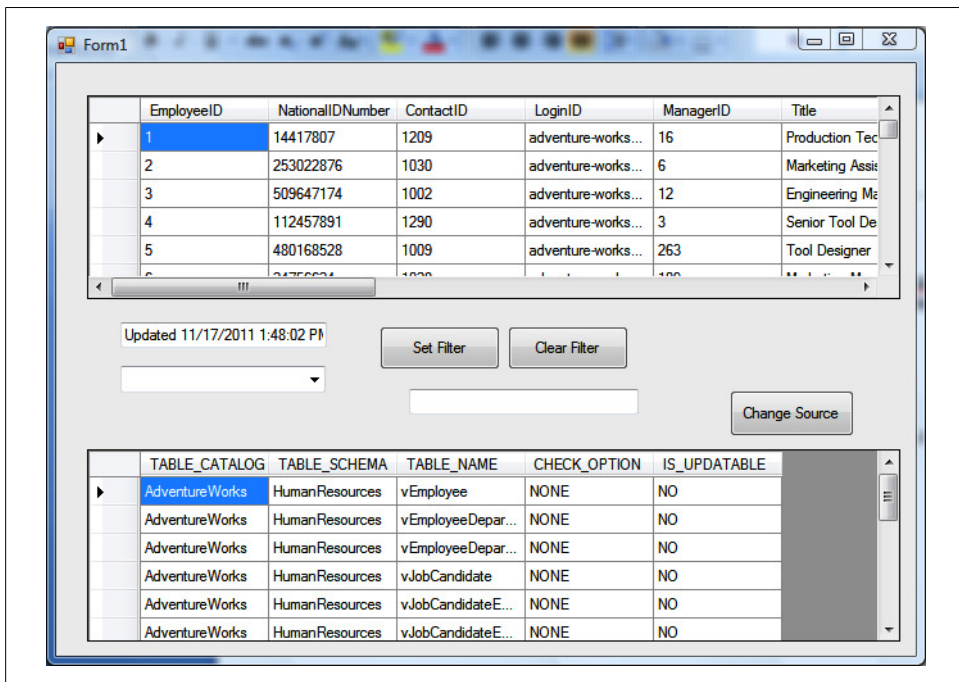 Form1
EmployeeID NationalIDNumber ContactID LoginID ManagerID Title
1 14417807 1209 adventure-works... 16 Production Tec
2 253022876 1030 adventure-works... 6 Marketing Assis
3 509647174 1002 adventure-works... 12 Engineering Ma
4 112457891 1290 adventure-works... 3 Senior Tool De
5 480168528 1009 adventure-works... 263 Tool Designer
Updated 11/17/2011 1:48:02 PM
Set Filter Clear Filter
Change Source
TABLE_CATALOG TABLE_SCHEMA TABLE_NAME CHECK_OPTION IS_UPDATABLE
AdventureWorks HumanResources vEmployee NONE NO
AdventureWorks HumanResources vEmployeeDepar... NONE NO
AdventureWorks HumanResources vEmployeeDepar... NONE NO
AdventureWorks HumanResources vJobCandidate NONE NO
AdventureWorks HumanResources vJobCandidateE... NONE NO
AdventureWorks HumanResources vJobCandidateE... NONE NO